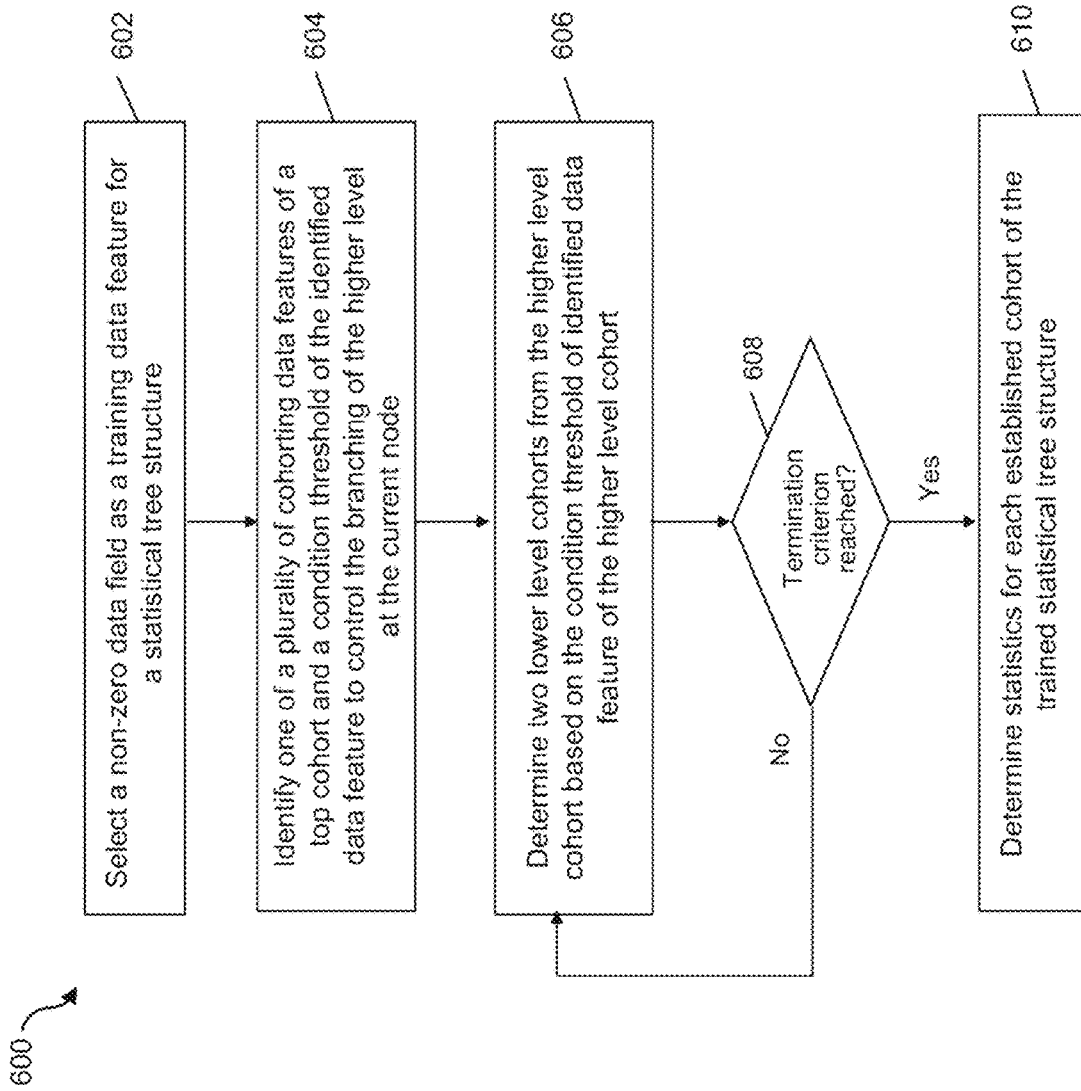 600
Select a non-zero data field as a training data feature for
a statistical tree structure
602
Identify one of a plurality of cohorting data features of a
top cohort and a condition threshold of the identified
data feature to control the branching of the higher level
at the current node
604
Determine two lower level cohorts from the higher level
cohort based on the condition threshold of identified data
feature of the higher level cohort
606
Termination
criterion
reached?
608
No
Yes
Determine statistics for each established cohort of the
trained statistical tree structure
610